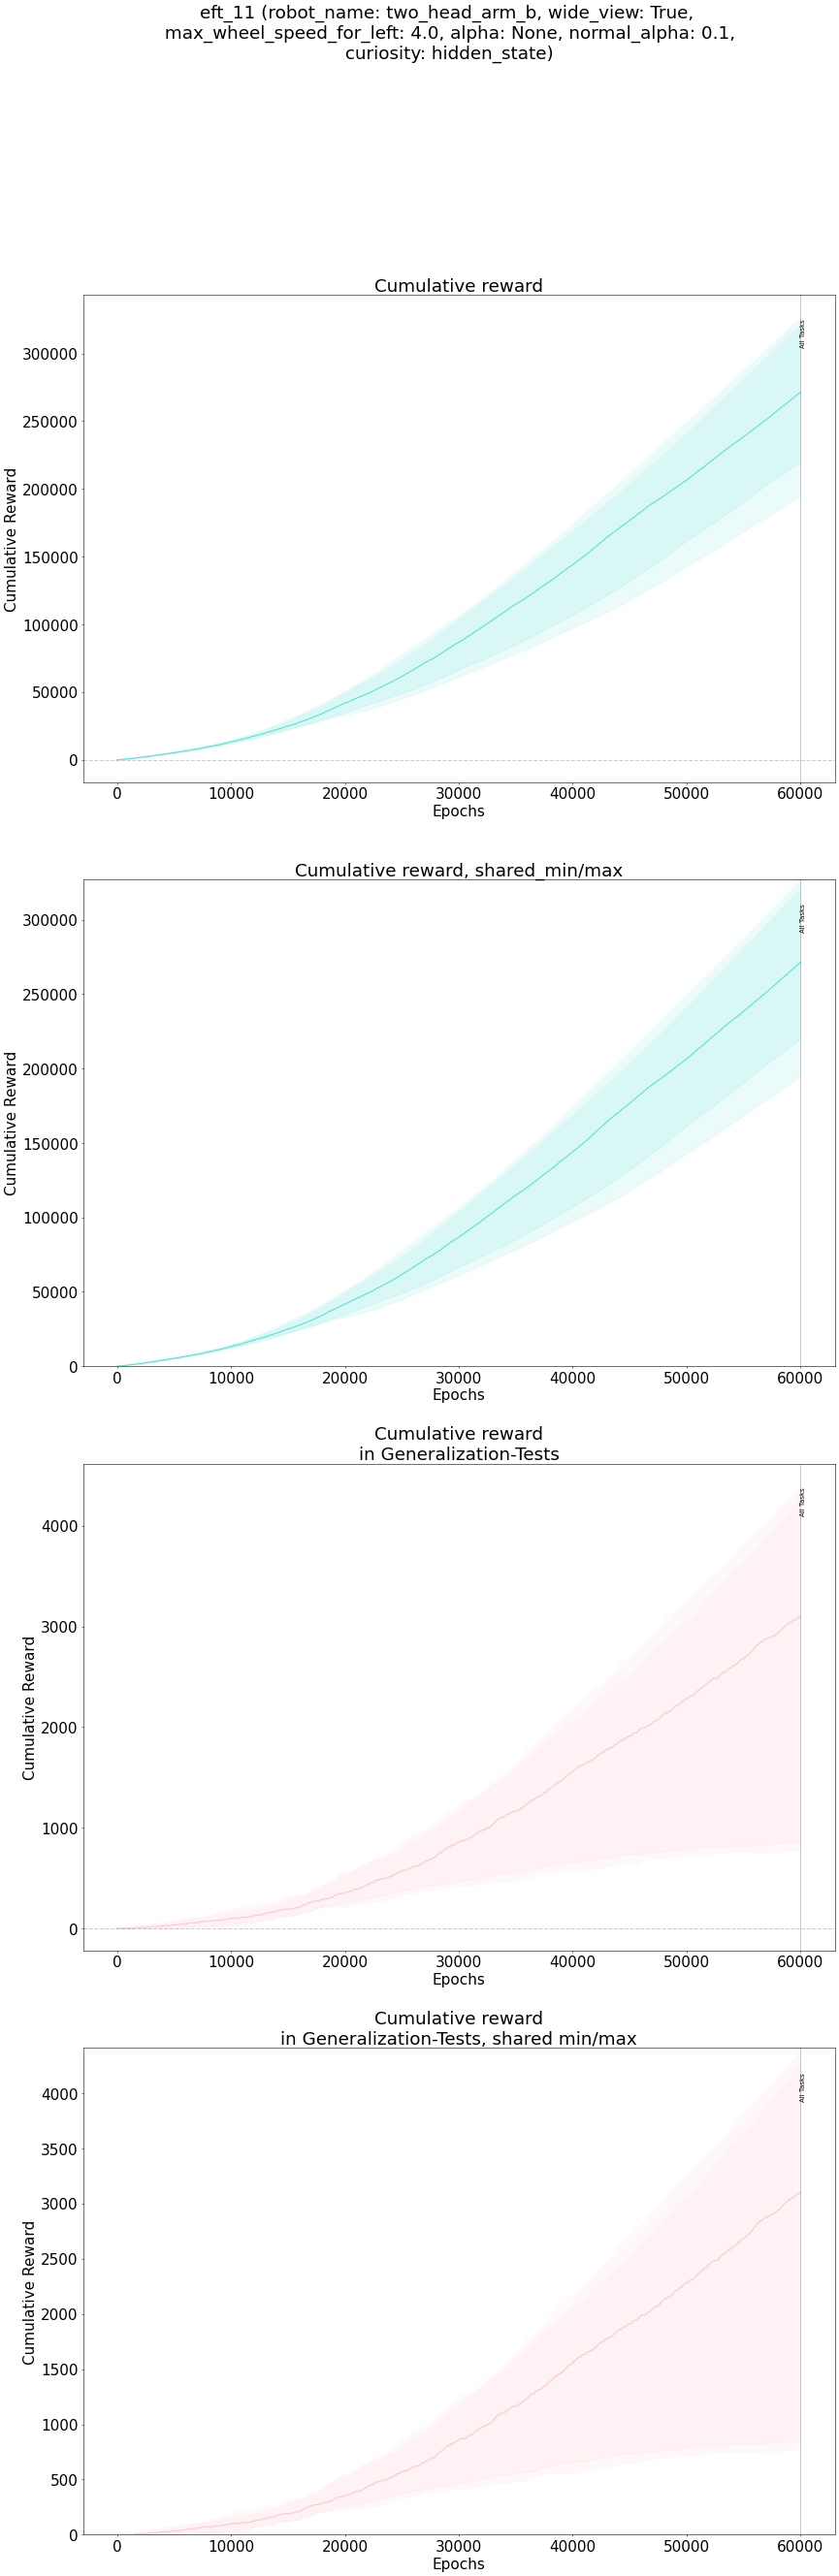 eft_11 (robot_name: two_head_arm_b, wide_view: True,
max_wheel_speed_for_left: 4.0, alpha: None, normal_alpha: 0.1,
curiosity: hidden_state)
Cumulative reward
Cumulative Reward
300000
250000
200000
150000
100000
50000
0
All Tasks
0 10000 20000 30000 40000 50000 60000
Epochs
Cumulative reward, shared_min/max
Cumulative Reward
300000
250000
200000
150000
100000
50000
0
All Tasks
0 10000 20000 30000 40000 50000 60000
Epochs
Cumulative reward
in Generalization-Tests
Cumulative Reward
4000
3000
2000
1000
0
All Tasks
0 10000 20000 30000 40000 50000 60000
Epochs
Cumulative reward
in Generalization-Tests, shared min/max
Cumulative Reward
4000
3500
3000
2500
2000
1500
1000
500
0
All Tasks
0 10000 20000 30000 40000 50000 60000
Epochs